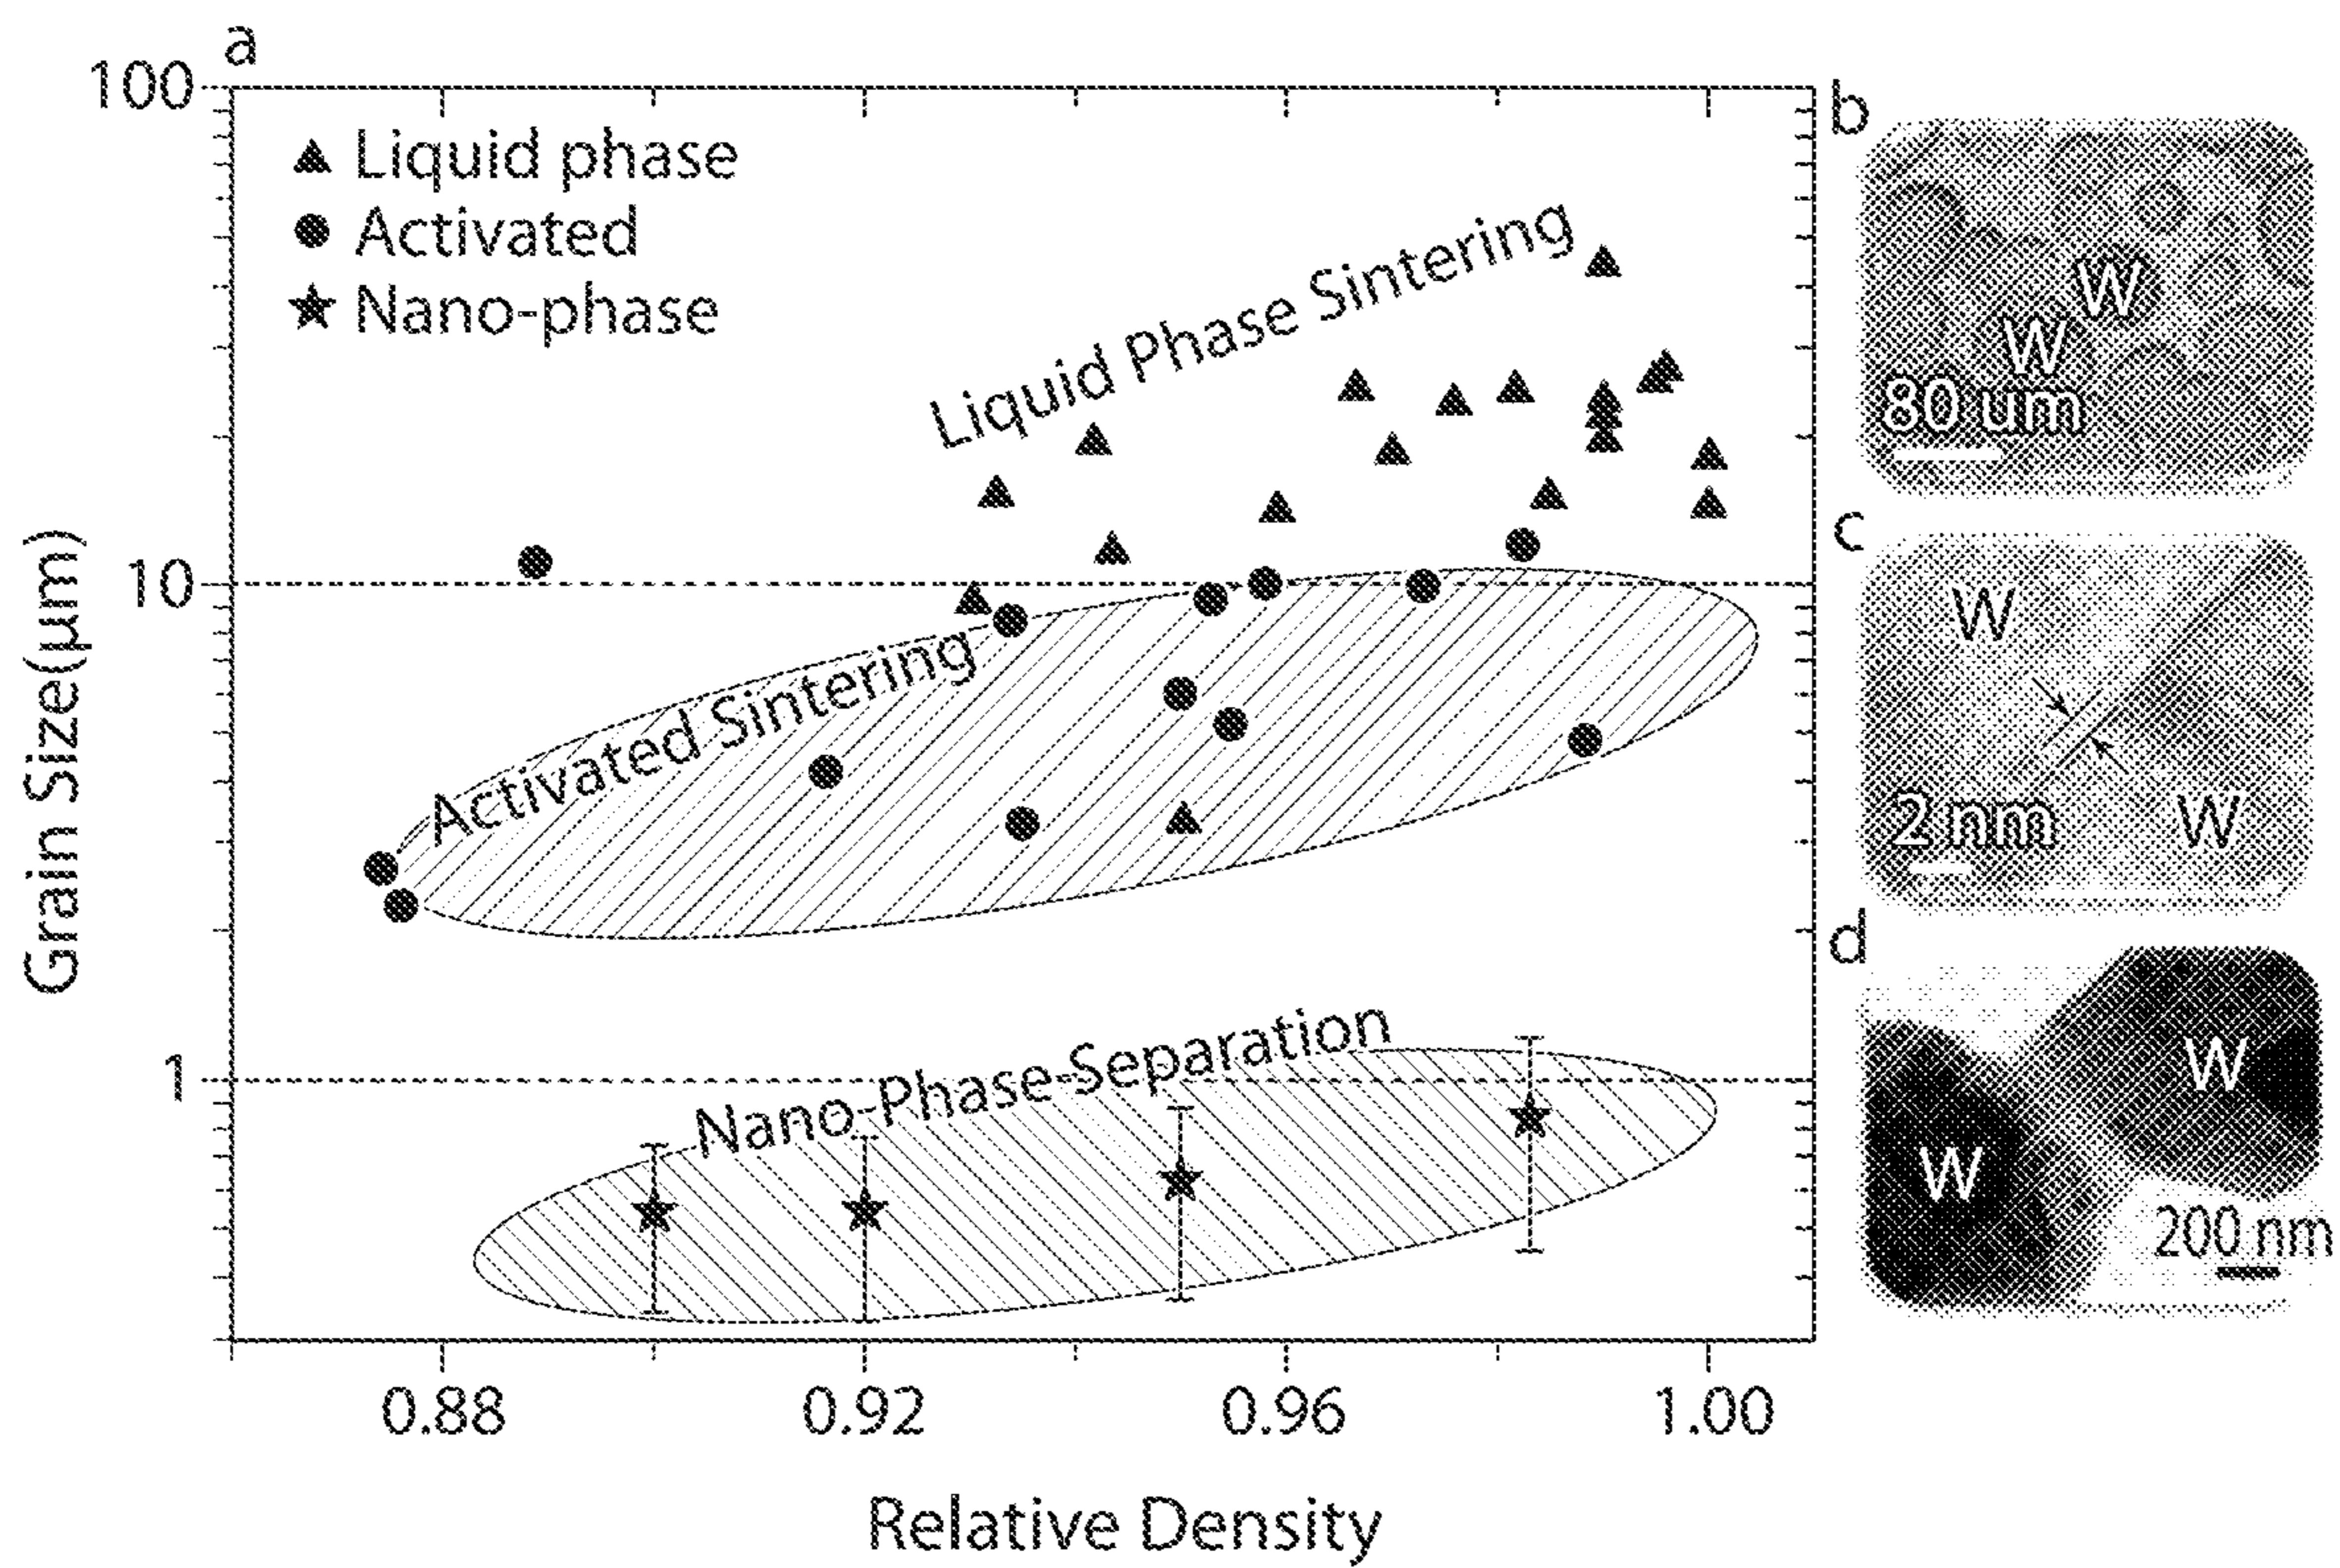 a
100
10
1
Grain Size(μm)
Liquid phase
Activated
Nano-phase
Liquid Phase Sintering
Activated Sintering
Nano-Phase-Separation
0.88
0.92
0.96
1.00
Relative Density
b
W
W
80 um
c
W
2 nm
W
d
W
W
200 nm